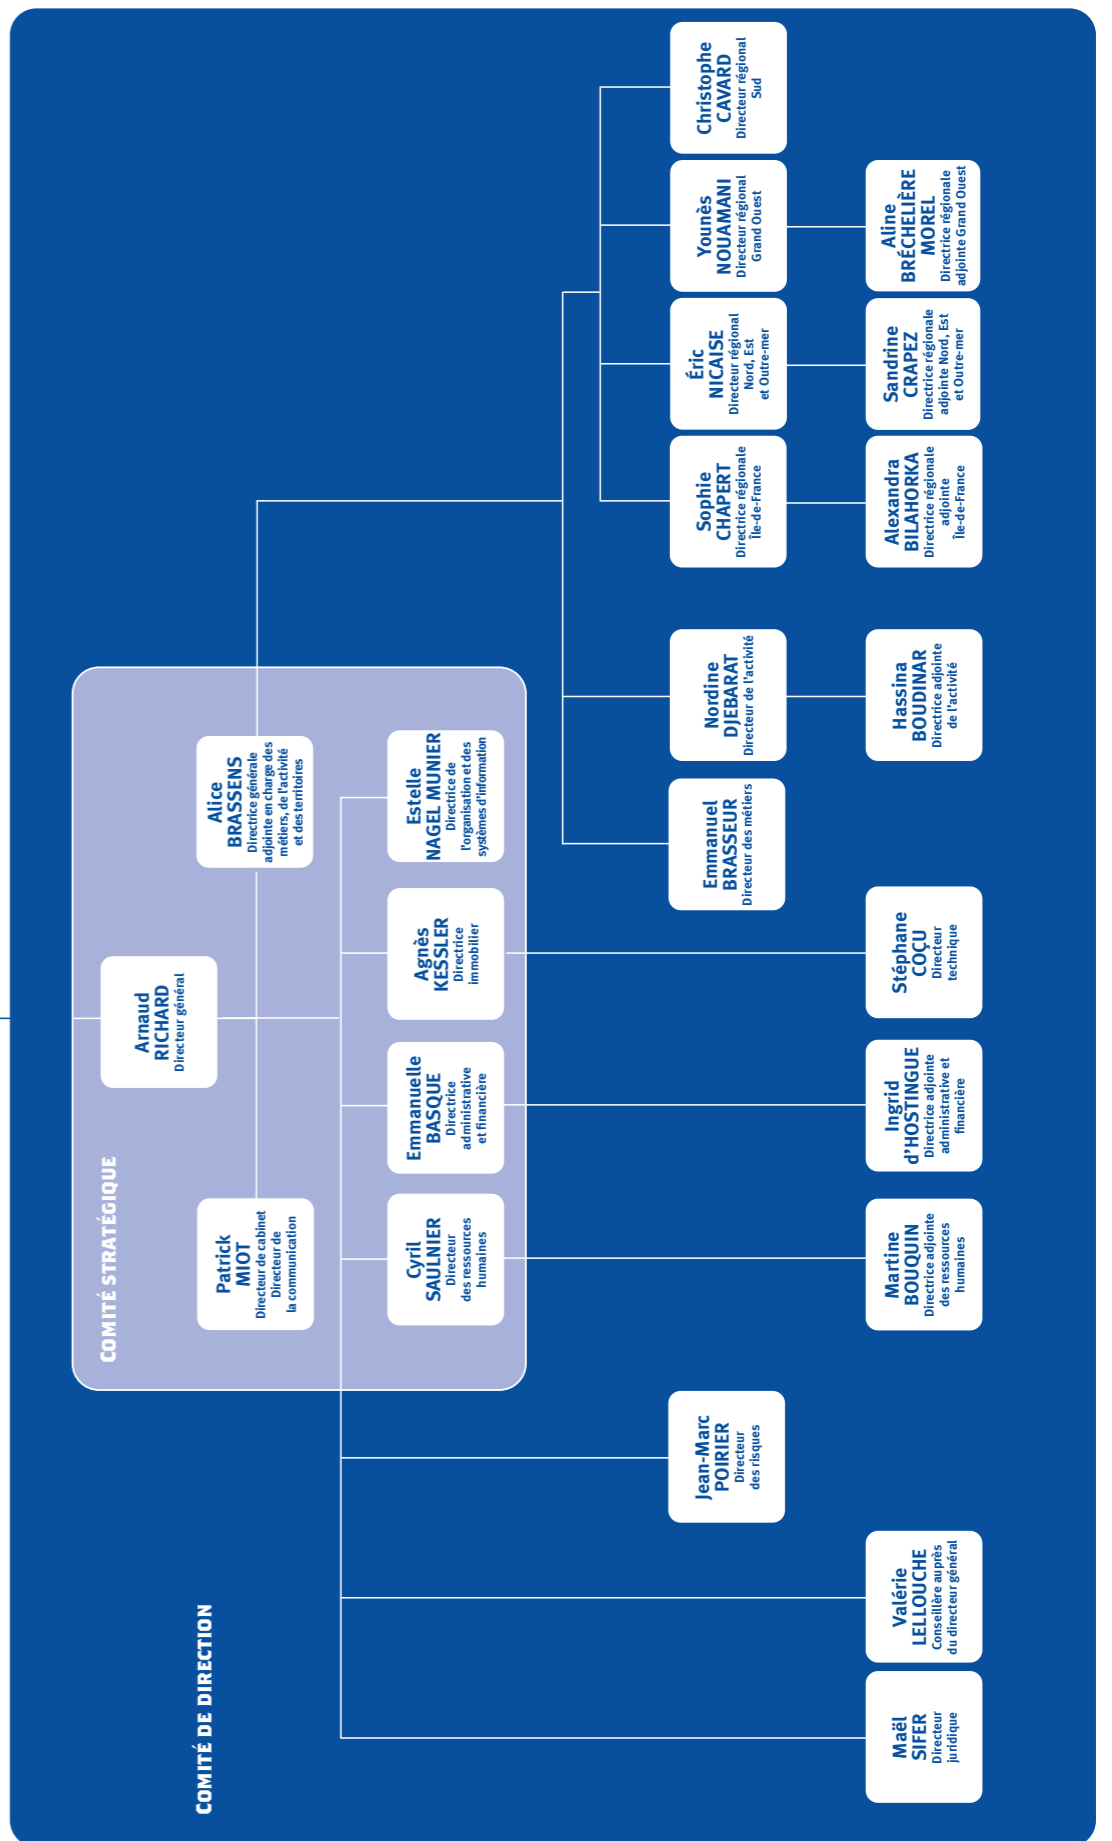 COMITÉ DE DIRECTION
COMITÉ STRATÉGIQUE
Arnaud
RICHARD
Directeur général
Patrick
MIOT
Directeur de cabinet
Directeur de
la communication
Alice
BRASSENS
Directrice générale
adjointe en charge des
métiers, de l'activité
et des territoires
Cyril
SAULNIER
Directeur
des ressources
humaines
Emmanuelle
BASQUE
Directrice
administrative
et financière
Agnès
KESSLER
Directrice
immobilier
Estelle
NAGEL MUNIER
Directrice de
l'organisation et des
systèmes d'information
Jean-Marc
POIRIER
Directeur
des risques
Emmanuel
BRASSEUR
Directeur des métiers
Nordine
DJEBARAT
Directeur de l'activité
Sophie
CHAPERT
Directrice régionale
Île-de-France
Éric
NICAISE
Directeur régional
Nord, Est
et Outre-mer
Younès
NOUAMANI
Directeur régional
Grand Ouest
Christophe
CAVARD
Directeur régional
Sud
Maël
SIFER
Directeur
juridique
Valérie
LELLOUCHE
Conseillère auprès
du directeur général
Martine
BOUQUIN
Directrice adjointe
des ressources
humaines
Ingrid
d'HOSTINGUE
Directrice adjointe
administrative et
financière
Stéphane
COÇU
Directeur
technique
Hassina
BOUDINAR
Directrice adjointe
de l'activité
Alexandra
BILAHORKA
Directrice régionale
adjointe
Île-de-France
Sandrine
CRAPEZ
Directrice régionale
adjointe Nord, Est
et Outre-mer
Aline
BRÉCHELIÈRE
MOREL
Directrice régionale
adjointe Grand Ouest